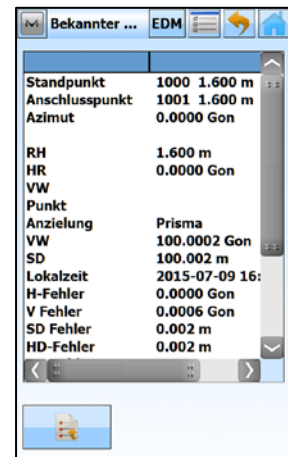 Bekannter ... EDM
Standpunkt 1000 1.600 m
Anschlusspunkt 1001 1.600 m
Azimut 0.0000 Gon
RH 1.600 m
HR 0.0000 Gon
VW
Punkt
Anzielung Prisma
VW 100.0002 Gon
SD 100.002 m
Lokalzeit 2015-07-09 16:
H-Fehler 0.0000 Gon
V Fehler 0.0006 Gon
SD Fehler 0.002 m
HD-Fehler 0.002 m